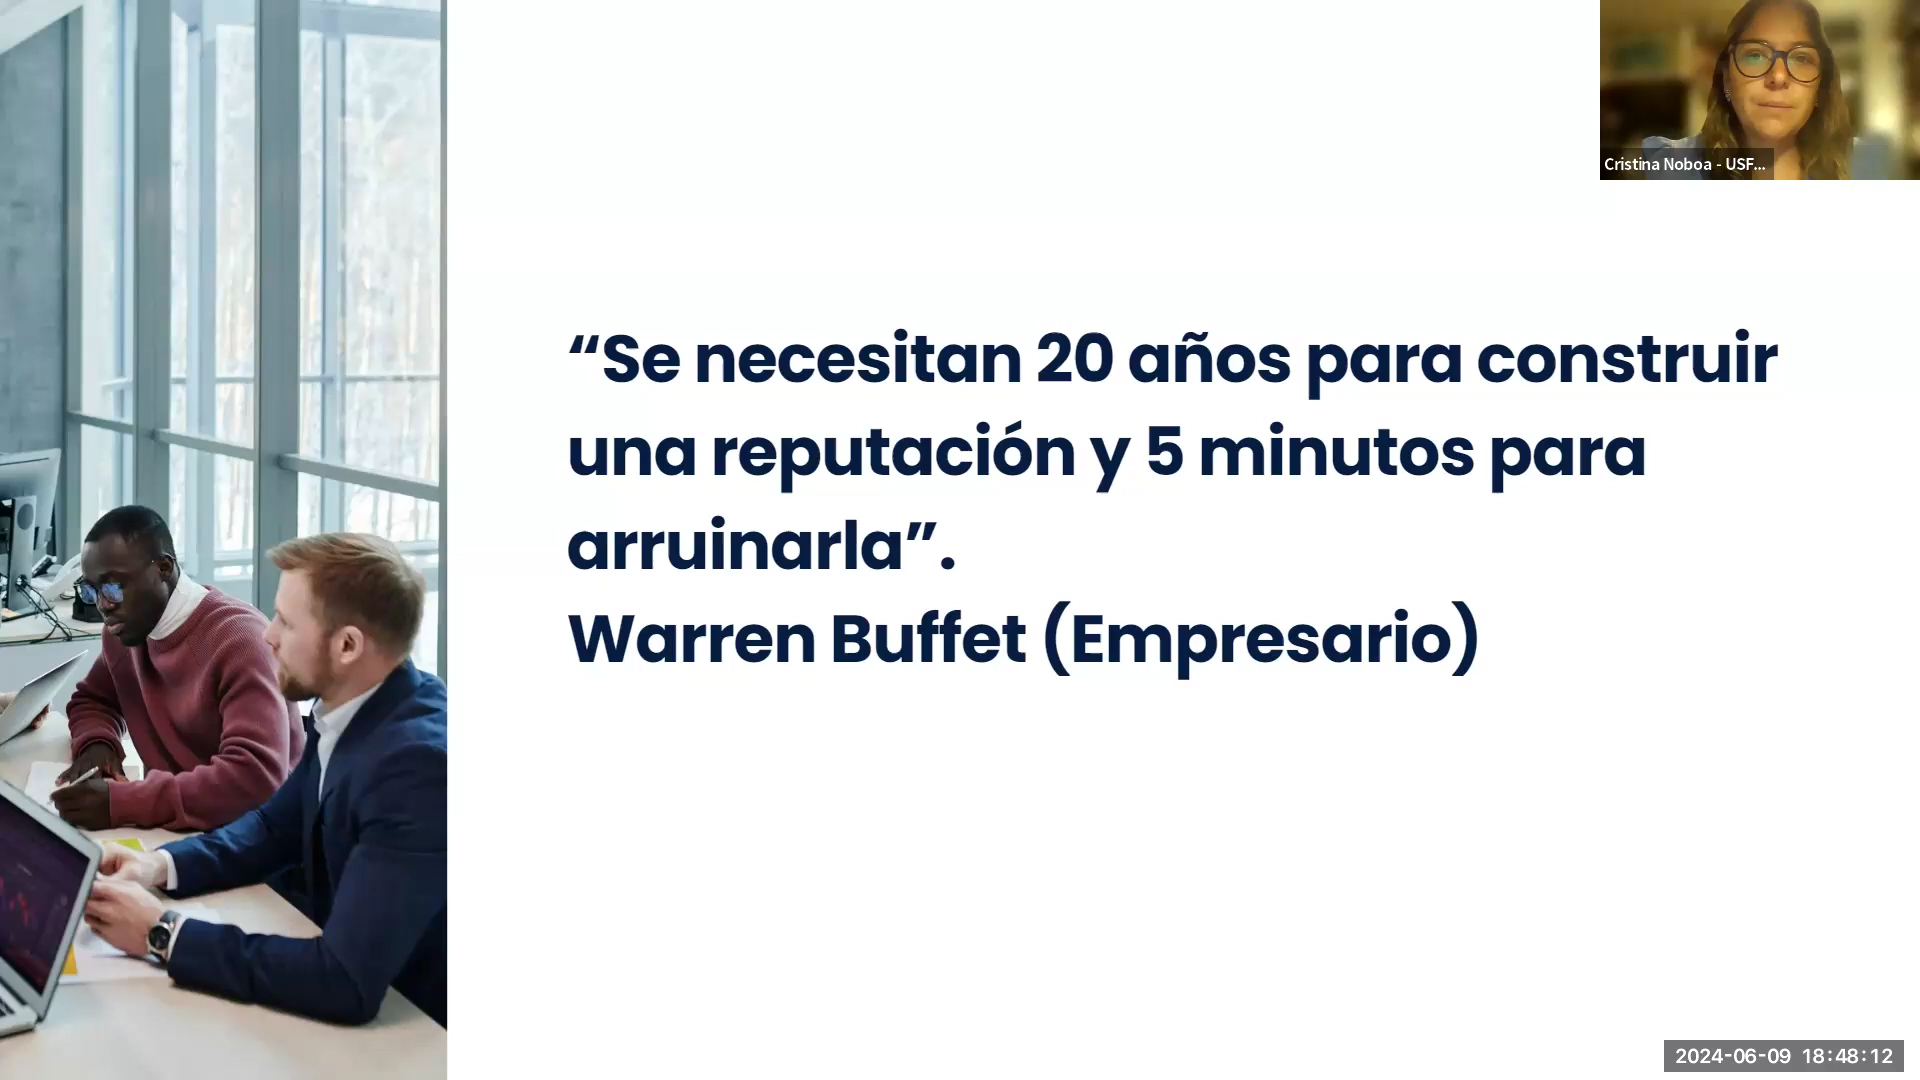 Cristina Noboa - USF...
“Se necesitan 20 años para construir
una reputación y 5 minutos para
arruinarla”.
Warren Buffet (Empresario)
2024-06-09 18:48:12